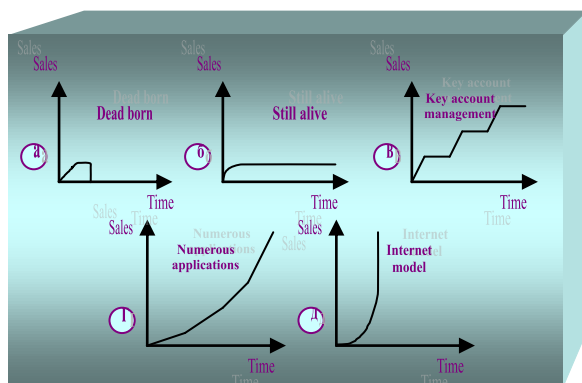 Sales
Dead born
а
Time
Sales
Still alive
б
Time
Sales
Key account
management
в
Time
Sales
Numerous
applications
г
Time
Sales
Internet
model
д
Time